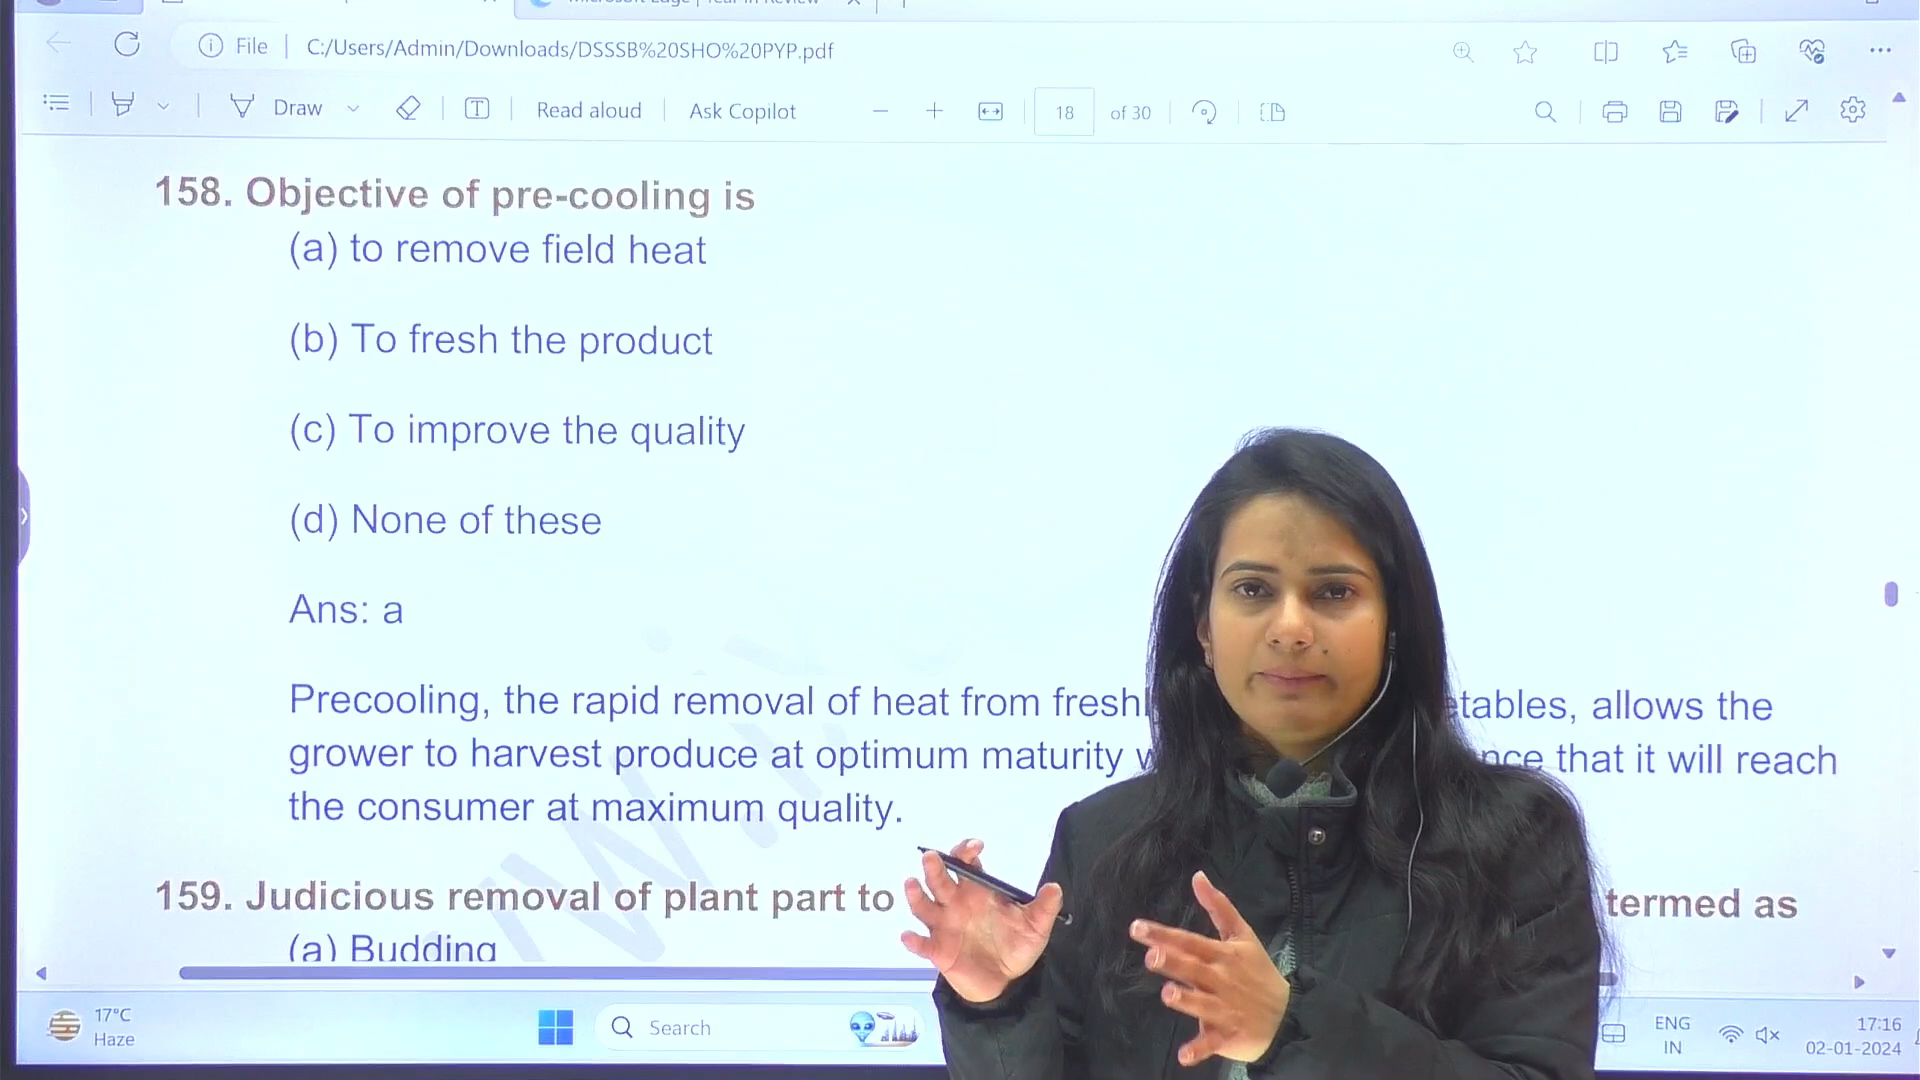 File
C:/Users/Admin/Downloads/DSSSB%20SHO%20PYP.pdf
Draw
Read aloud
Ask Copilot
18 of 30
158. Objective of pre-cooling is
(a) to remove field heat
(b) To fresh the product
(c) To improve the quality
(d) None of these
Ans: a
Precooling, the rapid removal of heat from freshl etables, allows the
grower to harvest produce at optimum maturity w nce that it will reach
the consumer at maximum quality.
159. Judicious removal of plant part to termed as
(a) Budding
17°C
Haze
Search
ENG
IN
17:16
02-01-2024